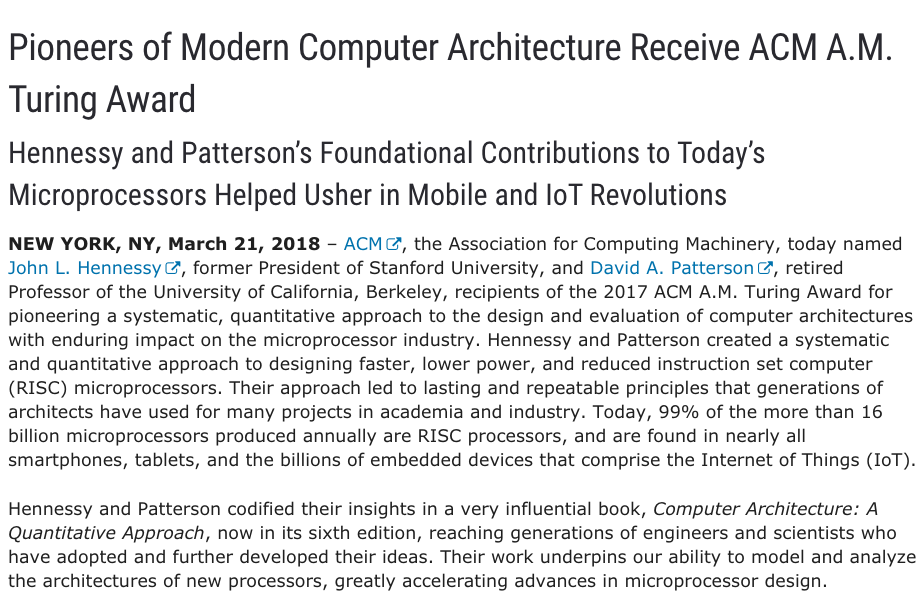 Pioneers of Modern Computer Architecture Receive ACM A.M.
Turing Award
Hennessy and Patterson’s Foundational Contributions to Today’s
Microprocessors Helped Usher in Mobile and IoT Revolutions
NEW YORK, NY, March 21, 2018 – ACM, the Association for Computing Machinery, today named
John L. Hennessy, former President of Stanford University, and David A. Patterson, retired
Professor of the University of California, Berkeley, recipients of the 2017 ACM A.M. Turing Award for
pioneering a systematic, quantitative approach to the design and evaluation of computer architectures
with enduring impact on the microprocessor industry. Hennessy and Patterson created a systematic
and quantitative approach to designing faster, lower power, and reduced instruction set computer
(RISC) microprocessors. Their approach led to lasting and repeatable principles that generations of
architects have used for many projects in academia and industry. Today, 99% of the more than 16
billion microprocessors produced annually are RISC processors, and are found in nearly all
smartphones, tablets, and the billions of embedded devices that comprise the Internet of Things (IoT).
Hennessy and Patterson codified their insights in a very influential book, Computer Architecture: A
Quantitative Approach, now in its sixth edition, reaching generations of engineers and scientists who
have adopted and further developed their ideas. Their work underpins our ability to model and analyze
the architectures of new processors, greatly accelerating advances in microprocessor design.